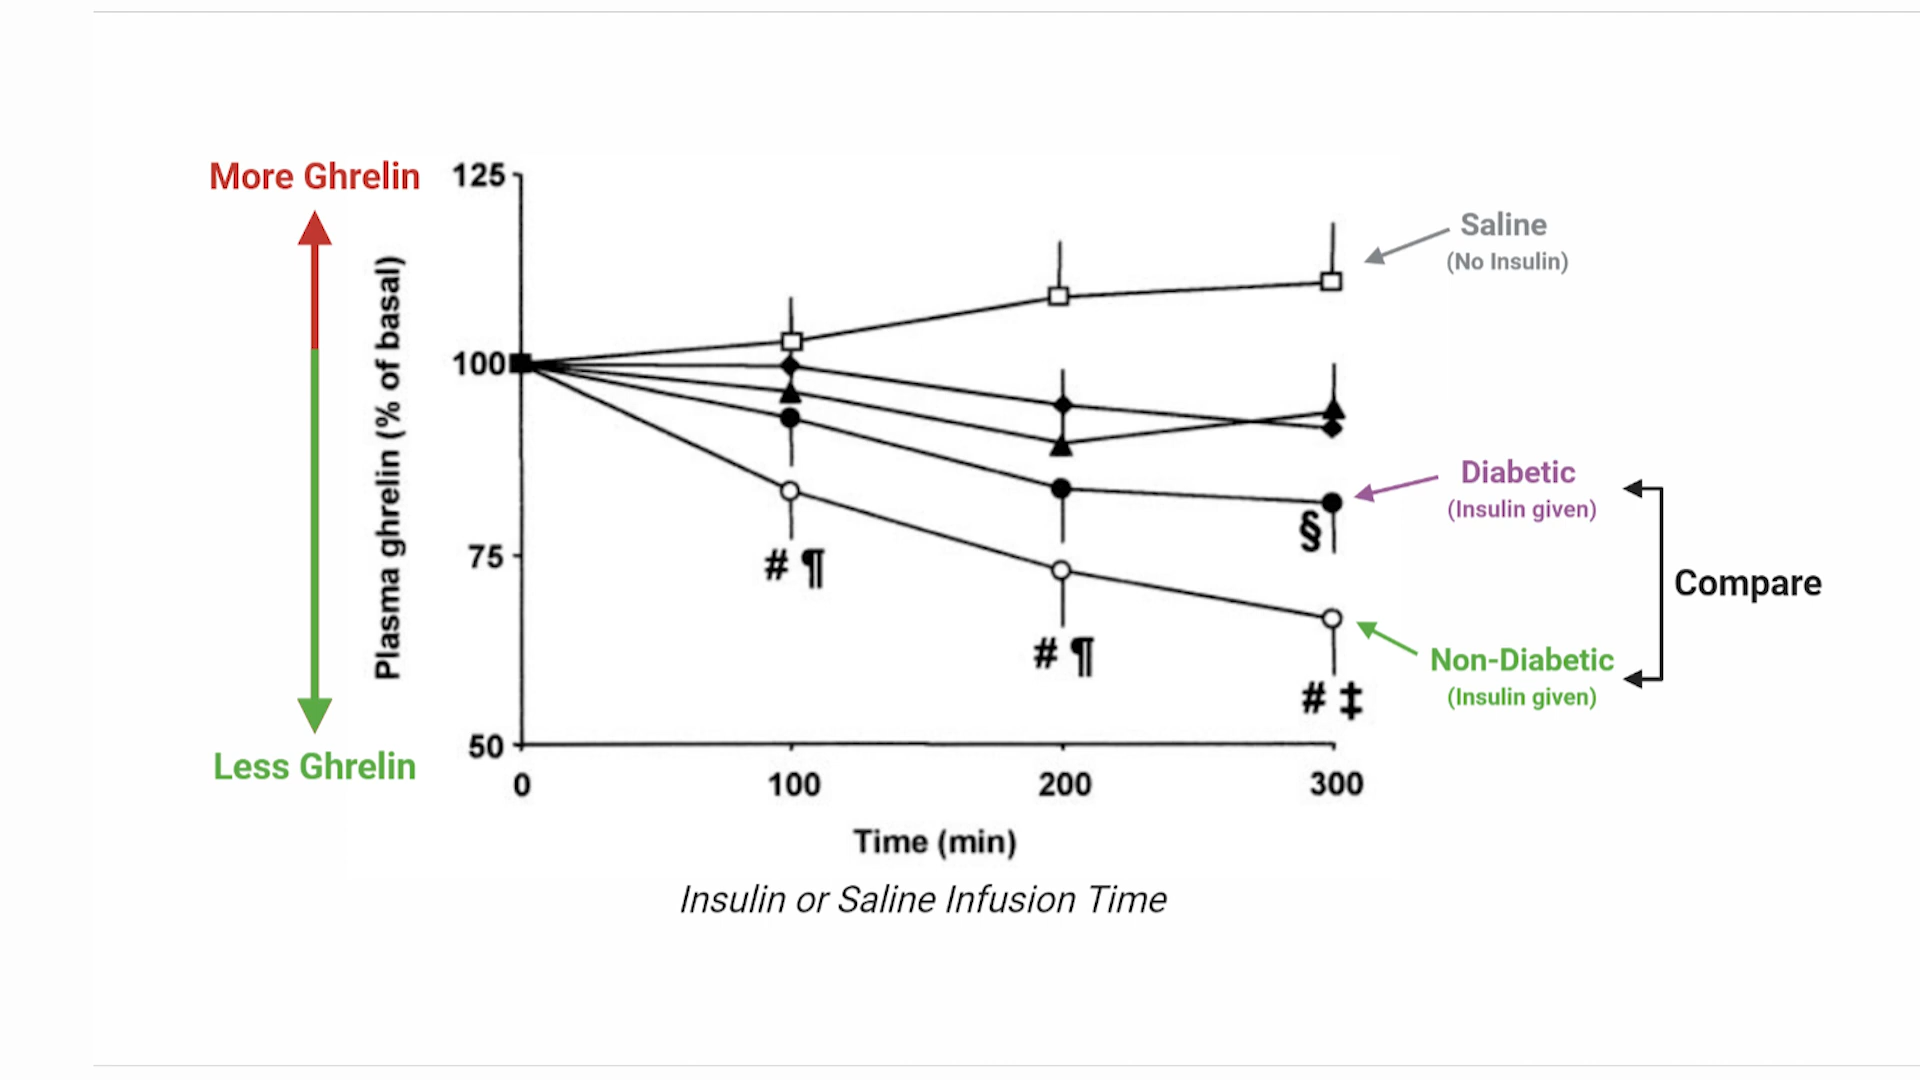 More Ghrelin
Less Ghrelin
Plasma ghrelin (% of basal)
125
100
75
50
0
100
200
300
Time (min)
Insulin or Saline Infusion Time
# ¶
# ¶
§
# ‡
Saline
(No Insulin)
Diabetic
(Insulin given)
Compare
Non-Diabetic
(Insulin given)